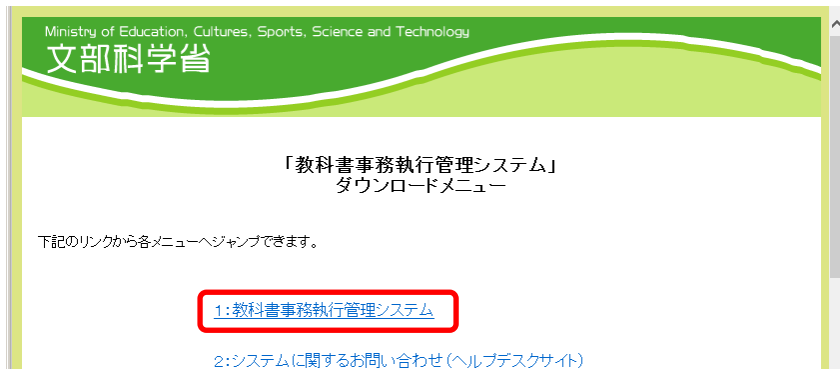 Ministry of Education, Cultures, Sports, Science and Technology
文部科学省
「教科書事務執行管理システム」
ダウンロードメニュー
下記のリンクから各メニューへジャンプできます。
1:教科書事務執行管理システム
2:システムに関するお問い合わせ(ヘルプデスクサイト)